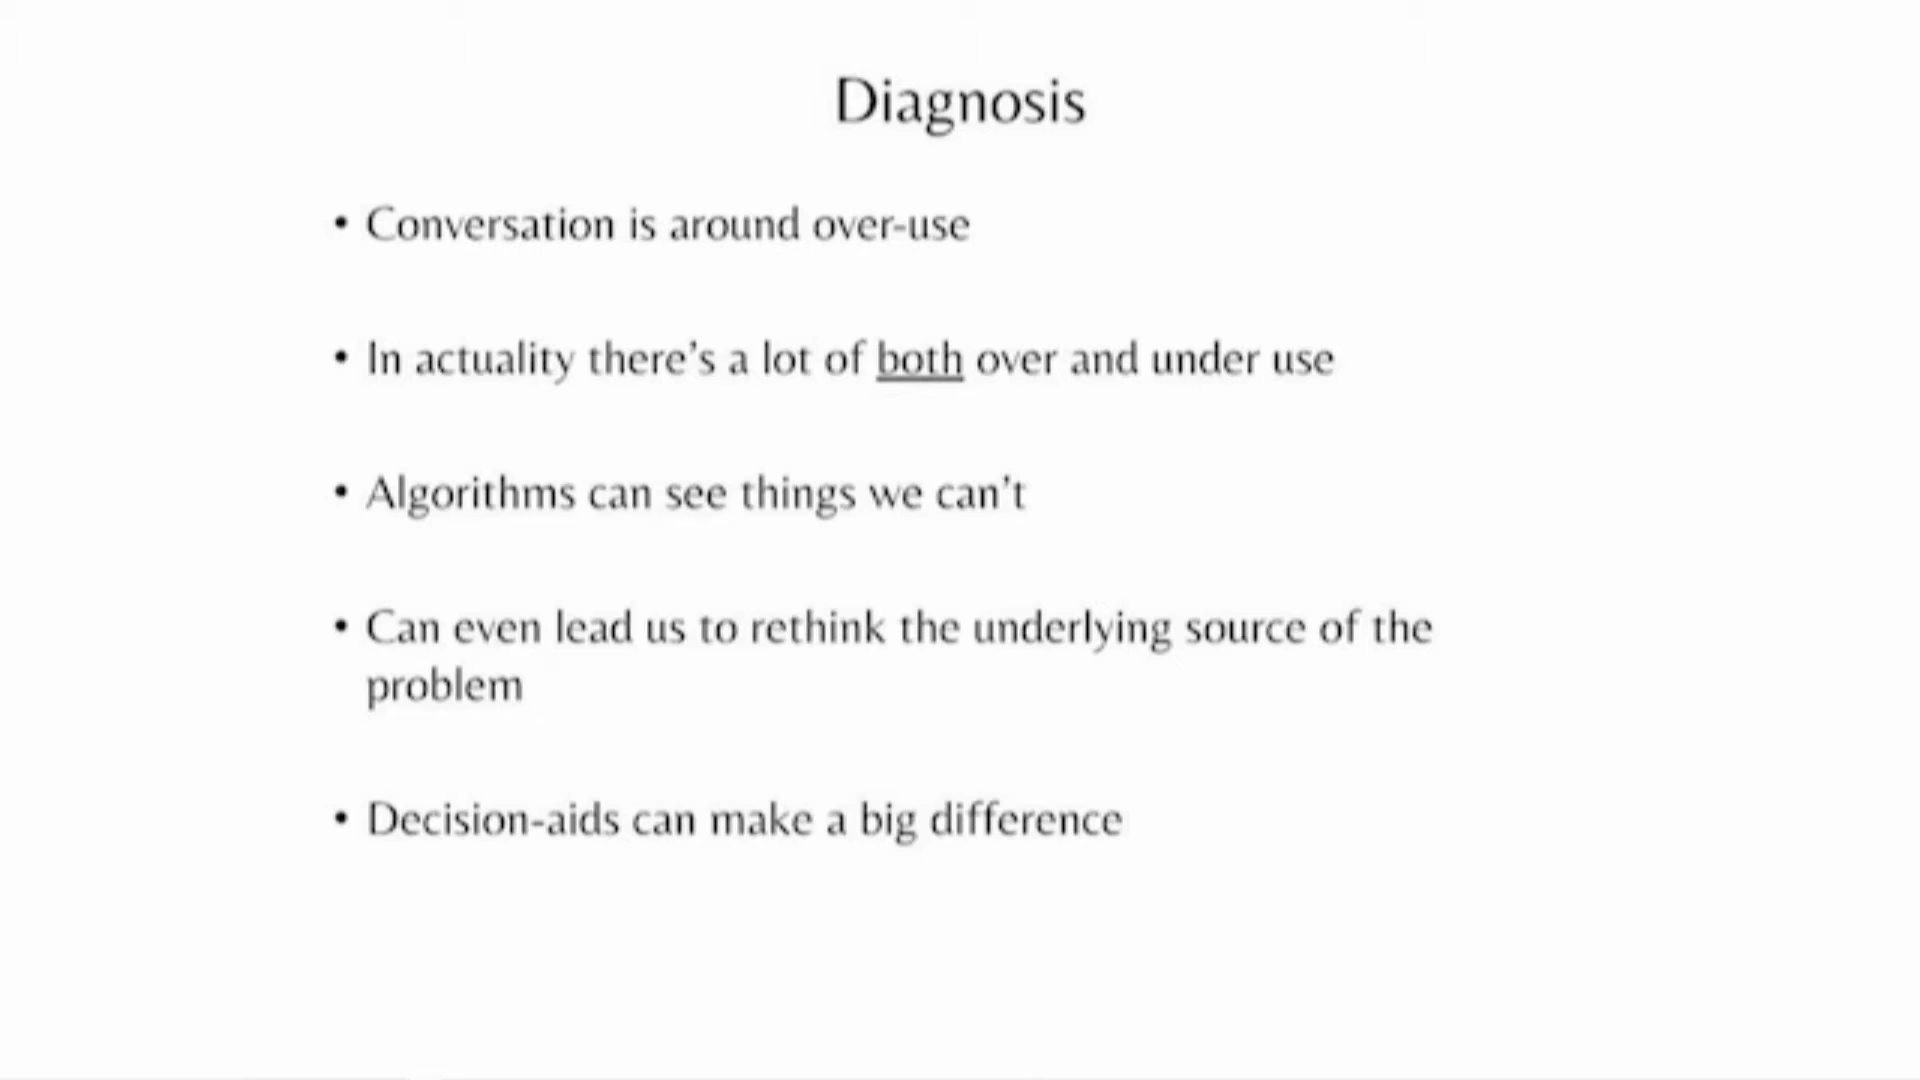 Diagnosis
• Conversation is around over-use
• In actuality there's a lot of both over and under use
• Algorithms can see things we can't
• Can even lead us to rethink the underlying source of the
problem
• Decision-aids can make a big difference